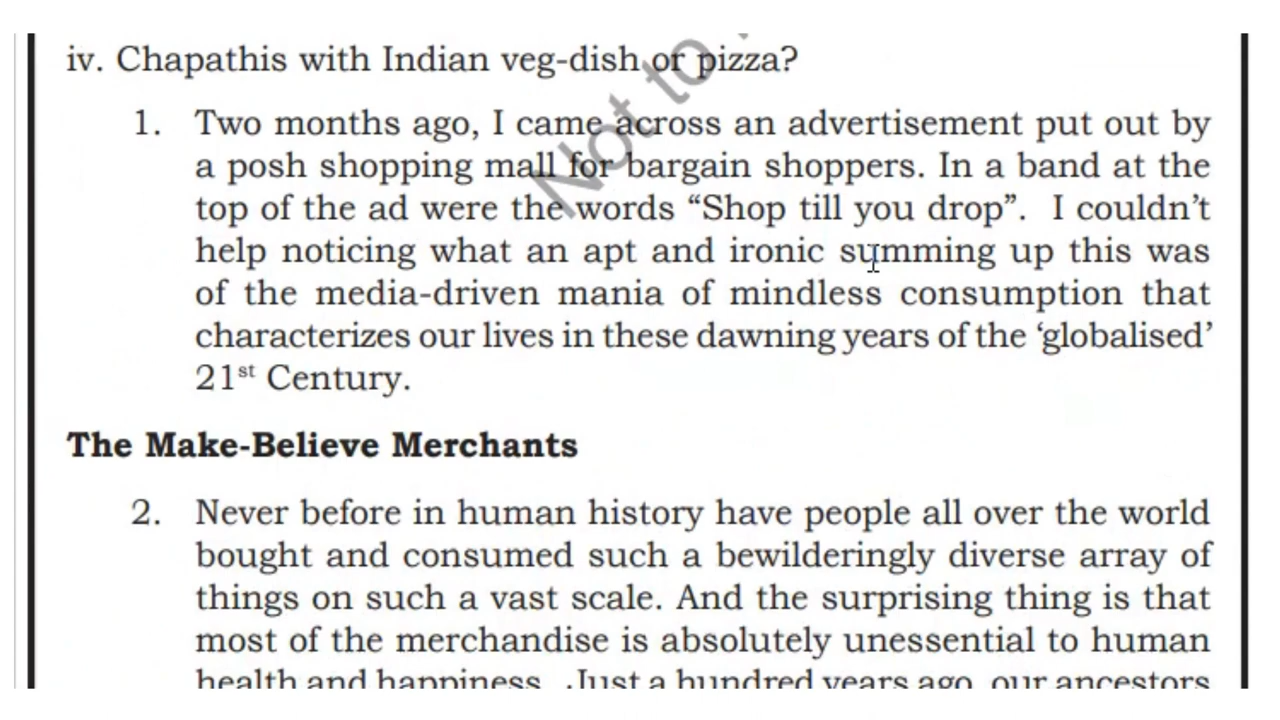 iv. Chapathis with Indian veg-dish or pizza?
1. Two months ago, I came across an advertisement put out by
a posh shopping mall for bargain shoppers. In a band at the
top of the ad were the words “Shop till you drop”. I couldn’t
help noticing what an apt and ironic summing up this was
of the media-driven mania of mindless consumption that
characterizes our lives in these dawning years of the ‘globalised’
21st Century.
The Make-Believe Merchants
2. Never before in human history have people all over the world
bought and consumed such a bewilderingly diverse array of
things on such a vast scale. And the surprising thing is that
most of the merchandise is absolutely unessential to human
health and happiness. Just a hundred years ago, our ancestors
Not to